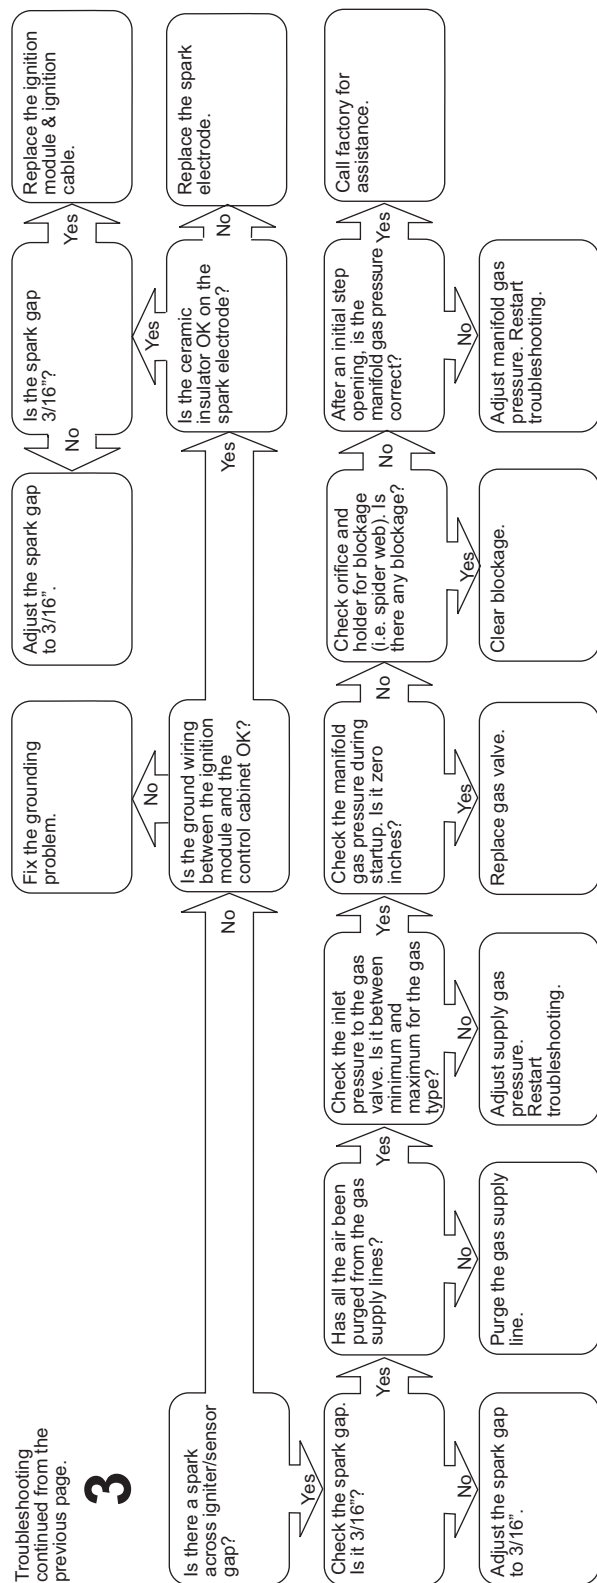 Troubleshooting
continued from the
previous page.
3
Is there a spark
across igniter/sensor
gap?
No
Is the ground wiring
between the ignition
module and the
control cabinet OK?
No
Fix the grounding
problem.
Yes
Is the ceramic
insulator OK on the
spark electrode?
No
Replace the spark
electrode.
Yes
Is the spark gap
3/16"?
No
Adjust the spark gap
to 3/16".
Yes
Replace the ignition
module & ignition
cable.
Yes
Check the spark gap.
Is it 3/16"?
No
Adjust the spark gap
to 3/16".
Yes
Has all the air been
purged from the gas
supply lines?
No
Purge the gas supply
line.
Yes
Check the inlet
pressure to the gas
valve. Is it between
minimum and
maximum for the gas
type?
No
Adjust supply gas
pressure.
Restart
troubleshooting.
Yes
Check the manifold
gas pressure during
startup. Is it zero
inches?
Yes
Replace gas valve.
No
Check orifice and
holder for blockage
(i.e. spider web). Is
there any blockage?
Yes
Clear blockage.
No
After an initial step
opening, is the
manifold gas pressure
correct?
No
Adjust manifold gas
pressure. Restart
troubleshooting.
Yes
Call factory for
assistance.